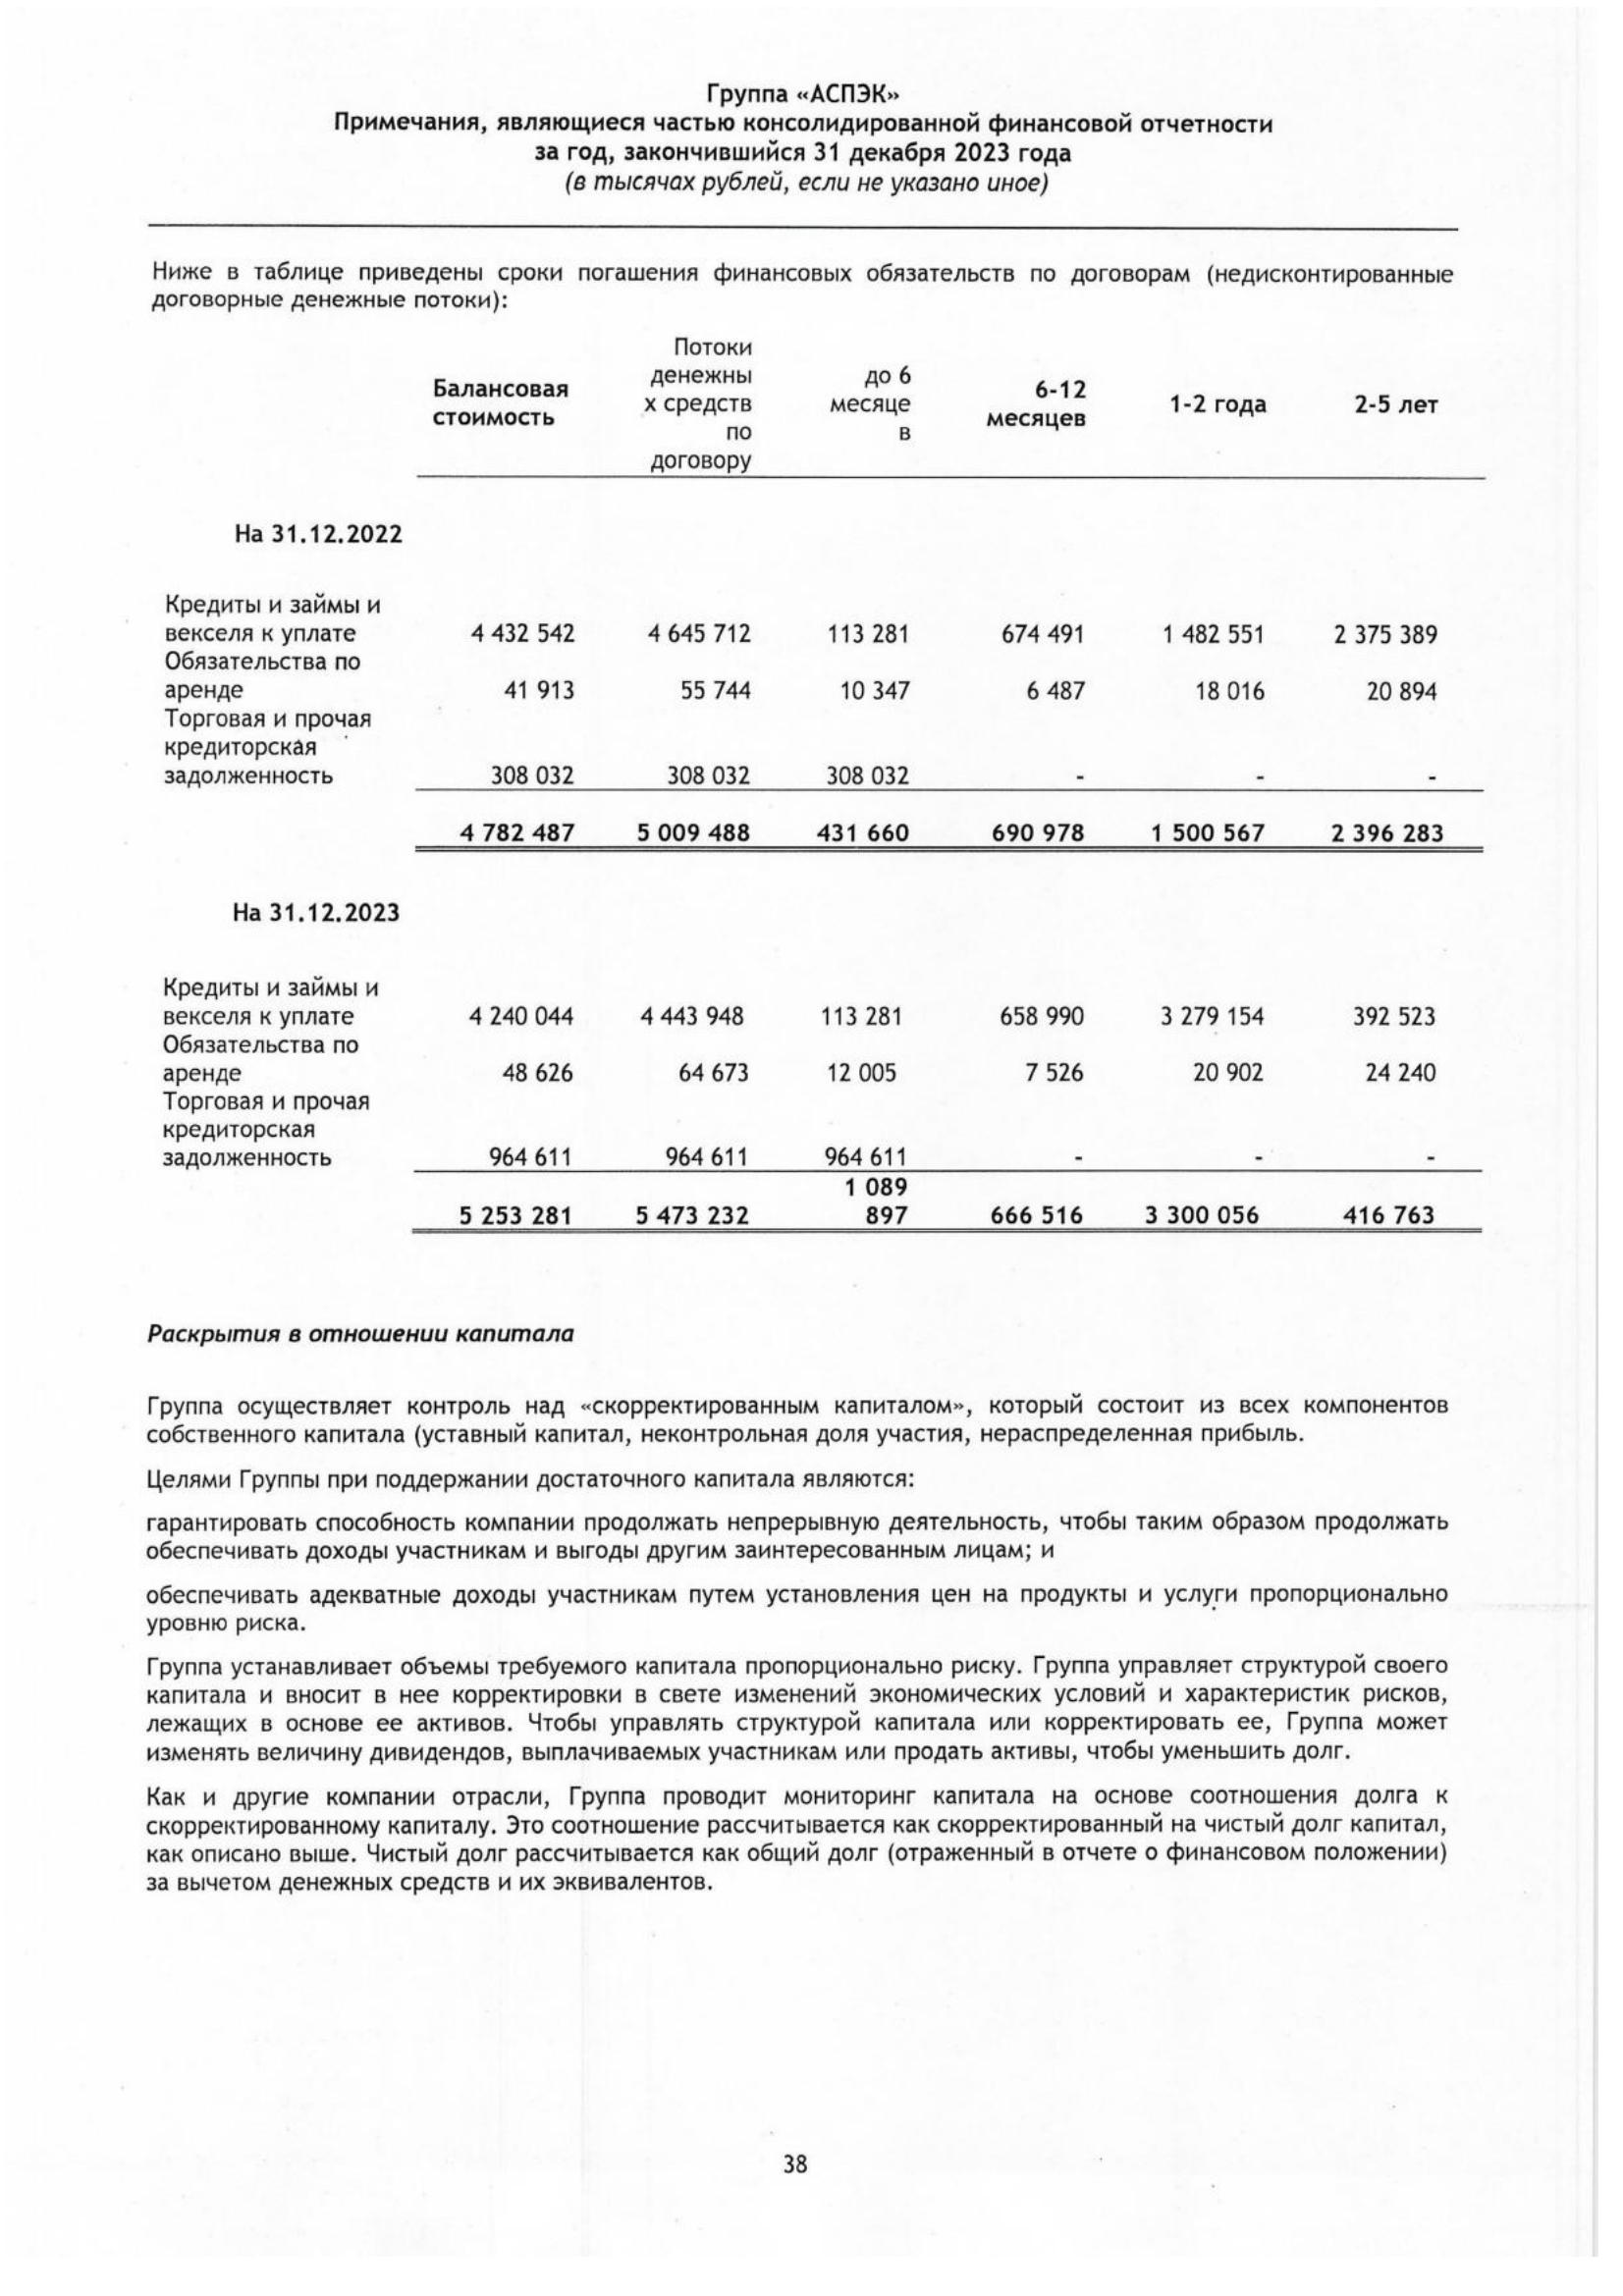 Группа «АСПЭК»
Примечания, являющиеся частью консолидированной финансовой отчетности
за год, закончившийся 31 декабря 2023 года
(в тысячах рублей, если не указано иное)
Ниже в таблице приведены сроки погашения финансовых обязательств по договорам (недисконтированные
договорные денежные потоки):
Балансовая стоимость	Потоки денежны х средств по договору	до 6 месяце в	6-12 месяцев	1-2 года	2-5 лет
На 31.12.2022
Кредиты и займы и
векселя к уплате	4 432 542	4 645 712	113 281	674 491	1 482 551	2 375 389
Обязательства по
аренде	41 913	55 744	10 347	6 487	18 016	20 894
Торговая и прочая
кредиторская
задолженность	308 032	308 032	308 032	-	-	-
4 782 487	5 009 488	431 660	690 978	1 500 567	2 396 283
На 31.12.2023
Кредиты и займы и
векселя к уплате	4 240 044	4 443 948	113 281	658 990	3 279 154	392 523
Обязательства по
аренде	48 626	64 673	12 005	7 526	20 902	24 240
Торговая и прочая
кредиторская
задолженность	964 611	964 611	964 611	-	-	-
1 089
5 253 281	5 473 232	897	666 516	3 300 056	416 763
Раскрытия в отношении капитала
Группа осуществляет контроль над «скорректированным капиталом», который состоит из всех компонентов
собственного капитала (уставный капитал, неконтрольная доля участия, нераспределенная прибыль.
Целями Группы при поддержании достаточного капитала являются:
гарантировать способность компании продолжать непрерывную деятельность, чтобы таким образом продолжать
обеспечивать доходы участникам и выгоды другим заинтересованным лицам; и
обеспечивать адекватные доходы участникам путем установления цен на продукты и услуги пропорционально
уровню риска.
Группа устанавливает объемы требуемого капитала пропорционально риску. Группа управляет структурой своего
капитала и вносит в нее корректировки в свете изменений экономических условий и характеристик рисков,
лежащих в основе ее активов. Чтобы управлять структурой капитала или корректировать ее, Группа может
изменять величину дивидендов, выплачиваемых участникам или продать активы, чтобы уменьшить долг.
Как и другие компании отрасли, Группа проводит мониторинг капитала на основе соотношения долга к
скорректированному капиталу. Это соотношение рассчитывается как скорректированный на чистый долг капитал,
как описано выше. Чистый долг рассчитывается как общий долг (отраженный в отчете о финансовом положении)
за вычетом денежных средств и их эквивалентов.
38